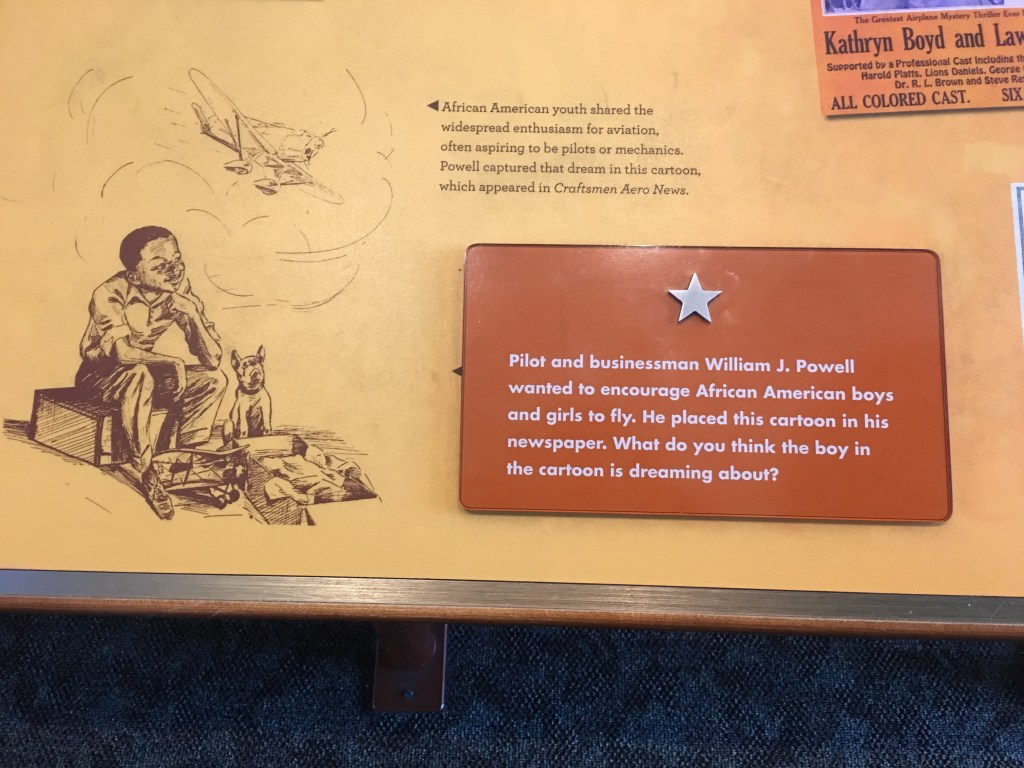 The Greatest Airplane Mystery Thriller Ever
Kathryn Boyd and Law
Supported by a Professional Cast Including
Harold Platts, Lions Daniels, George
Dr. R. L. Brown and Steve
ALL COLORED CAST. SIX
◀ African American youth shared the
widespread enthusiasm for aviation,
often aspiring to be pilots or mechanics.
Powell captured that dream in this cartoon,
which appeared in Craftsmen Aero News.
Pilot and businessman William J. Powell
wanted to encourage African American boys
and girls to fly. He placed this cartoon in his
newspaper. What do you think the boy in
the cartoon is dreaming about?